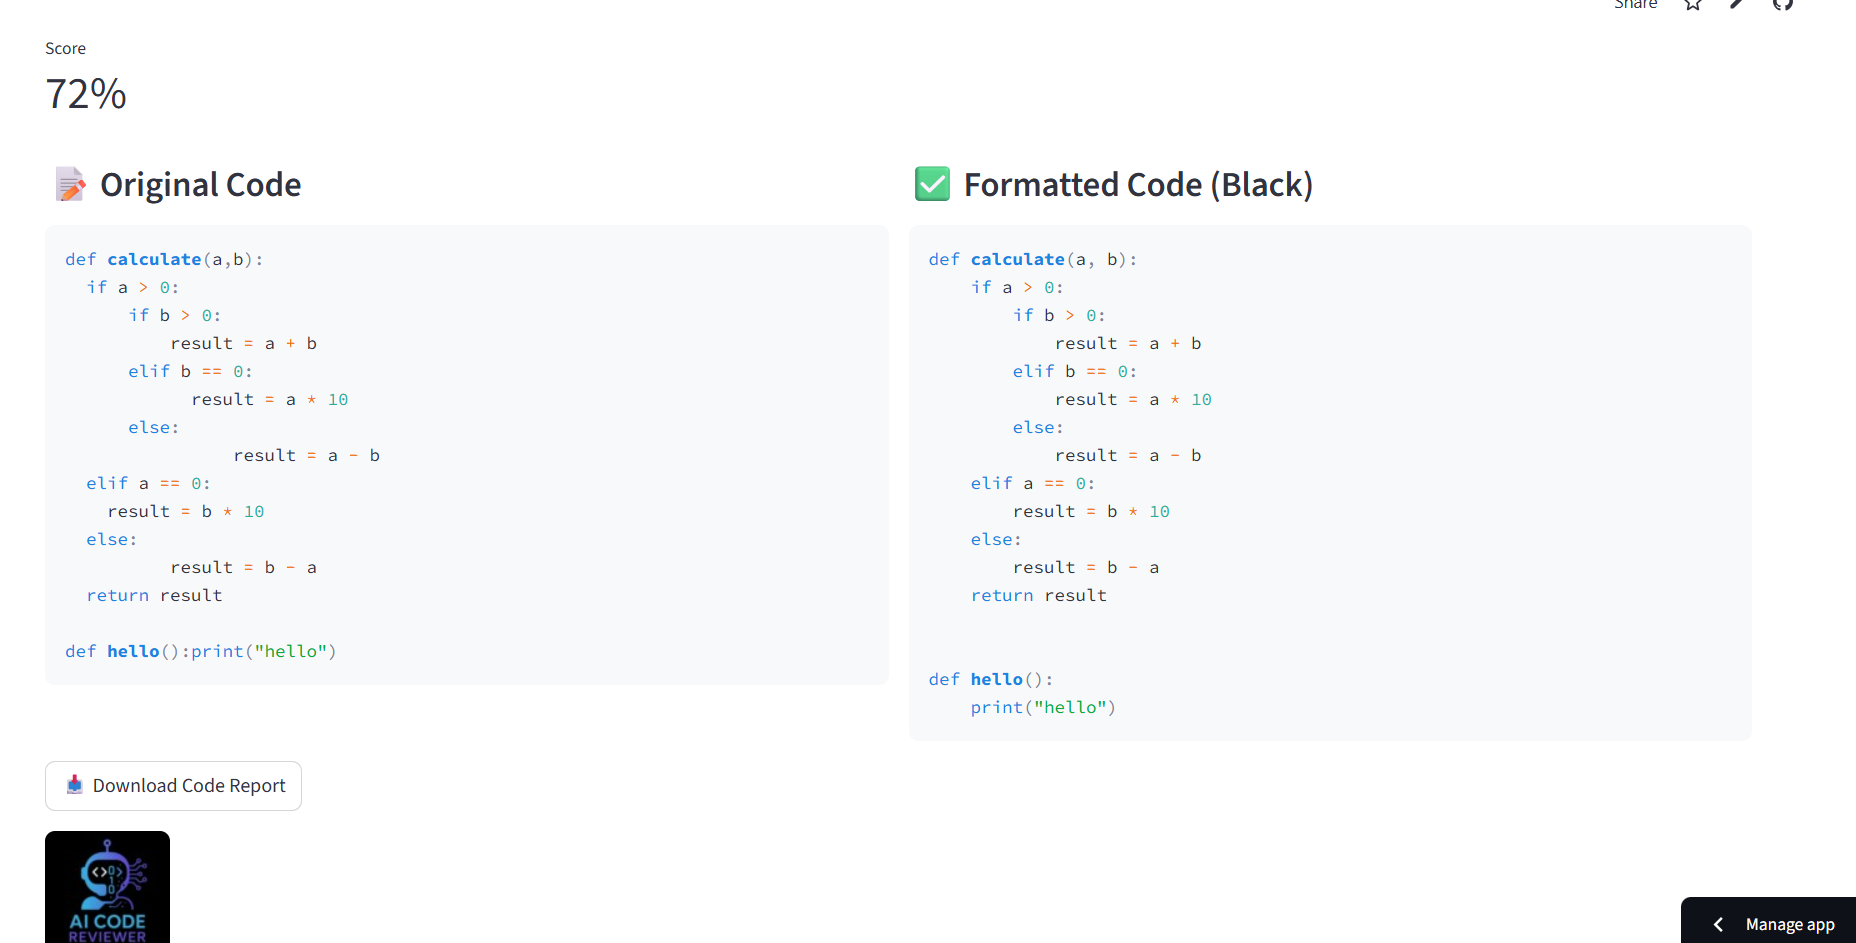 Share
Score
72%
Original Code
def calculate(a,b):
  if a > 0:
      if b > 0:
          result = a + b
      elif b == 0:
            result = a * 10
      else:
                result = a - b
  elif a == 0:
    result = b * 10
  else:
          result = b - a
  return result

def hello():print("hello")
Formatted Code (Black)
def calculate(a, b):
    if a > 0:
        if b > 0:
            result = a + b
        elif b == 0:
            result = a * 10
        else:
            result = a - b
    elif a == 0:
        result = b * 10
    else:
        result = b - a
    return result


def hello():
    print("hello")
Download Code Report
AI CODE
REVIEWER
Manage app